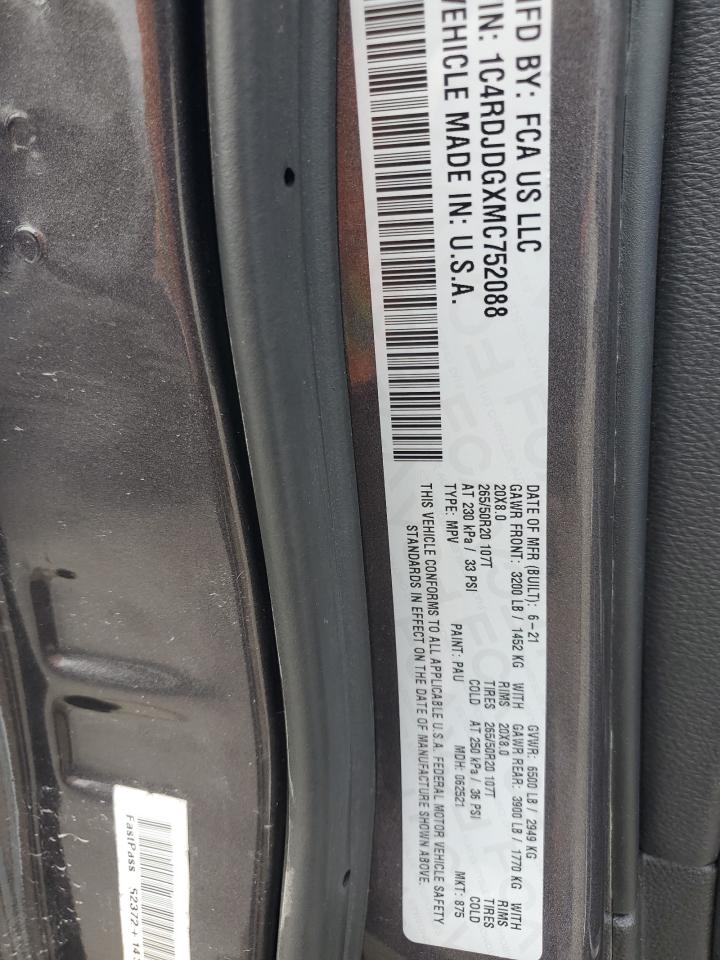 MFD BY: FCA US LLC
VIN: 1C4RDJDGXMC752088
VEHICLE MADE IN: U.S.A.
DATE OF MFR (BUILT): 6-21 GVWR: 6500 LB / 2949 KG
GAWR FRONT: 3200 LB / 1452 KG WITH GAWR REAR: 3900 LB / 1770 KG WITH
20X8.0 RIMS 20X8.0 RIMS
265/50R20 107T TIRES 265/50R20 107T TIRES
AT 230 kPa / 33 PSI COLD AT 250 kPa / 36 PSI COLD
TYPE: MPV PAINT: PAU MDH: 062521 MKT: 875
THIS VEHICLE CONFORMS TO ALL APPLICABLE U.S.A. FEDERAL MOTOR VEHICLE SAFETY
STANDARDS IN EFFECT ON THE DATE OF MANUFACTURE SHOWN ABOVE.
FastPass 52372-14